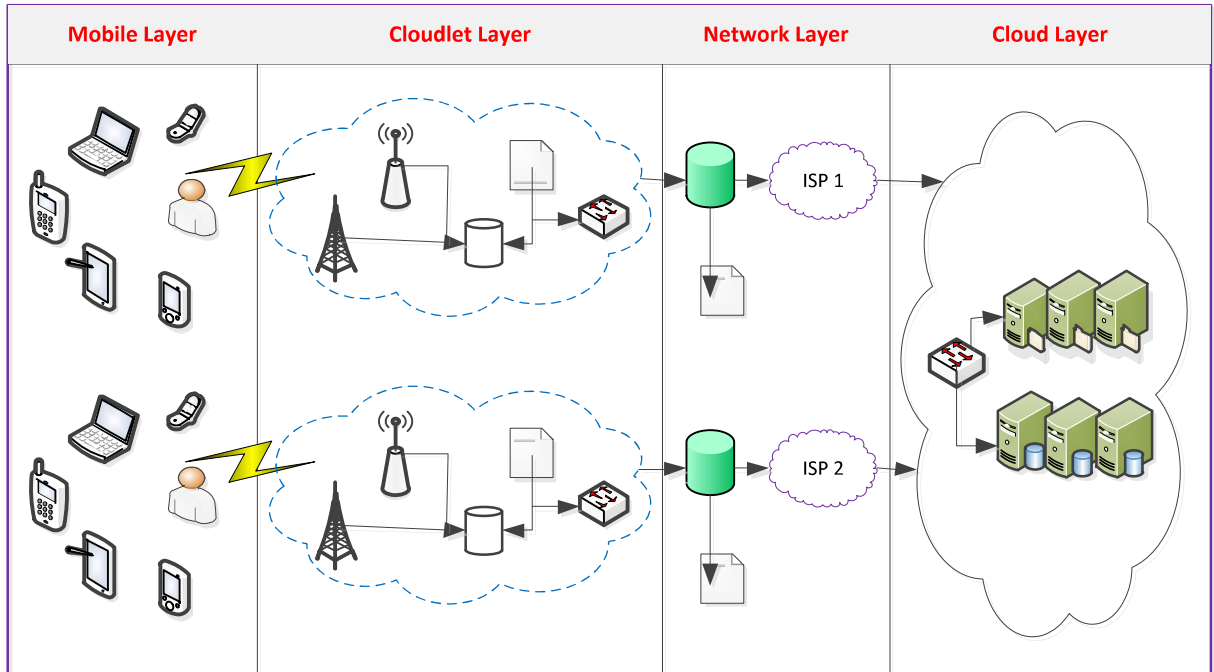 Mobile Layer
Cloudlet Layer
Network Layer
Cloud Layer
ISP 1
ISP 2